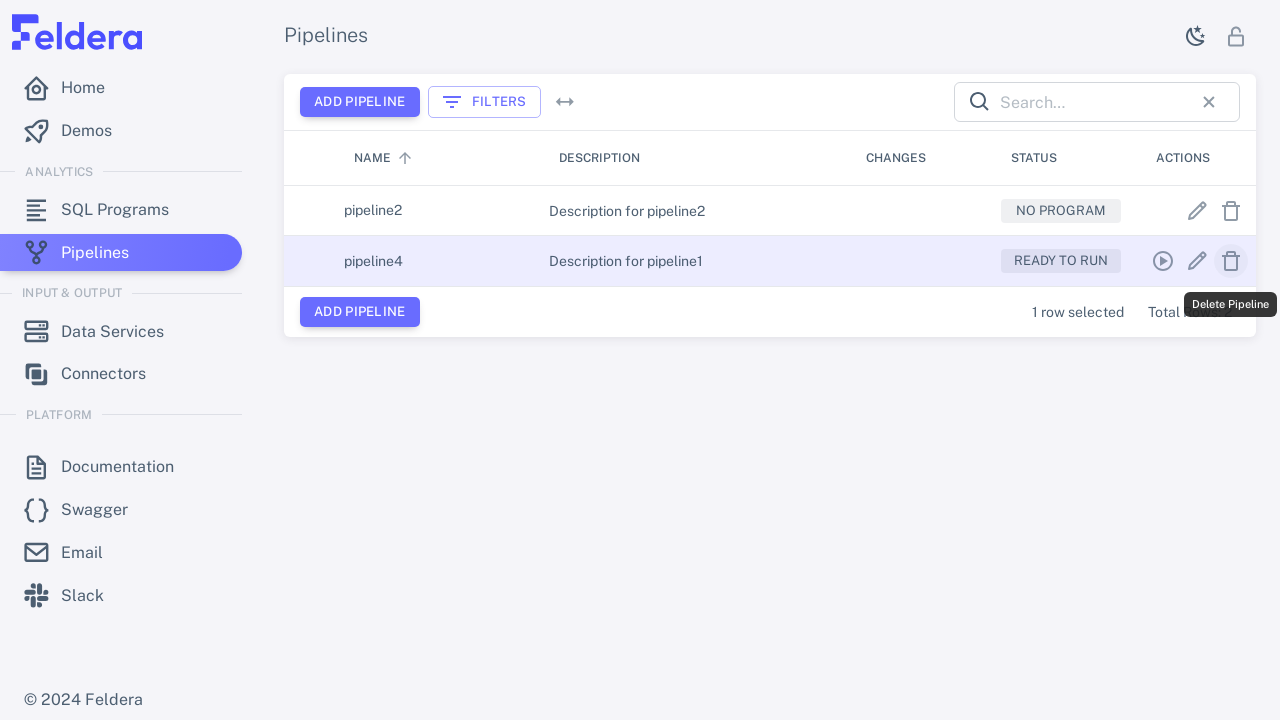 Feldera
Pipelines
Home
Demos
ANALYTICS
SQL Programs
Pipelines
INPUT & OUTPUT
Data Services
Connectors
PLATFORM
Documentation
Swagger
Email
Slack
© 2024 Feldera
ADD PIPELINE
FILTERS
Search...
NAME DESCRIPTION CHANGES STATUS ACTIONS
pipeline2 Description for pipeline2 NO PROGRAM
pipeline4 Description for pipeline1 READY TO RUN
Delete Pipeline
ADD PIPELINE
1 row selected Total Rows: 2